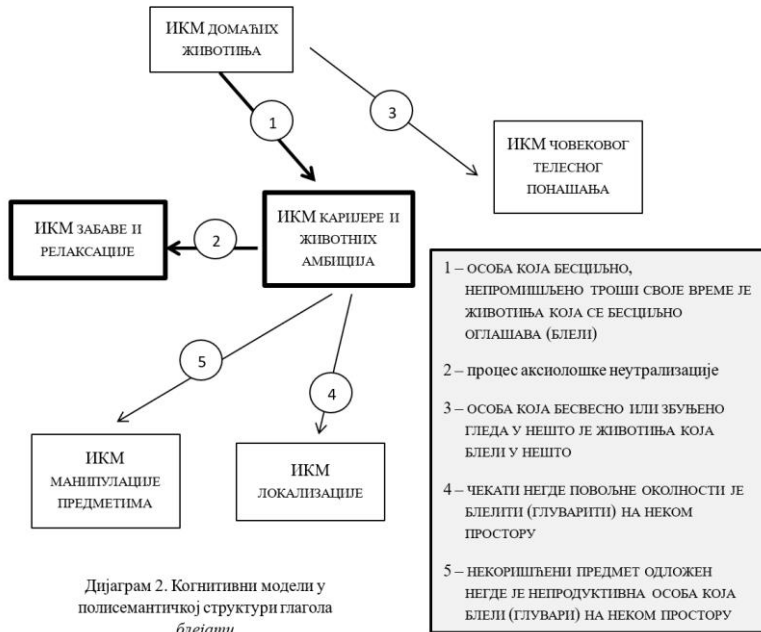 ИКМ ДОМАЋИХ
ЖИВОТИЊА
1
3
ИКМ ЧОВЕКОВОГ
ТЕЛЕСНОГ
ПОНАШАЊА
ИКМ ЗАБАВЕ И
РЕЛАКСАЦИЈЕ
2
ИКМ КАРИЈЕРЕ И
ЖИВОТНИХ
АМБИЦИЈА
5
4
ИКМ
МАНИПУЛАЦИЈЕ
ПРЕДМЕТИМА
ИКМ
ЛОКАЛИЗАЦИЈЕ
1 – ОСОБА КОЈА БЕСЦИЉНО,
НЕПРОМИШЉЕНО ТРОШИ СВОЈЕ ВРЕМЕ ЈЕ
ЖИВОТИЊА КОЈА СЕ БЕСЦИЉНО
ОГЛАШАВА (БЛЕЈИ)
2 – процес аксиолошке неутрализације
3 – ОСОБА КОЈА БЕСВЕСНО ИЛИ ЗБУЊЕНО
ГЛЕДА У НЕШТО ЈЕ ЖИВОТИЊА КОЈА
БЛЕЈИ У НЕШТО
4 – ЧЕКАТИ НЕГДЕ ПОВОЉНЕ ОКОЛНОСТИ ЈЕ
БЛЕЈИТИ (ГЛУВАРИТИ) НА НЕКОМ
ПРОСТОРУ
5 – НЕКОРИШЋЕНИ ПРЕДМЕТ ОДЛОЖЕН
НЕГДЕ ЈЕ НЕПРОДУКТИВНА ОСОБА КОЈА
БЛЕЈИ (ГЛУВАРИ) НА НЕКОМ ПРОСТОРУ
Дијаграм 2. Когнитивни модели у
полисемантичкој структури глагола
блејати